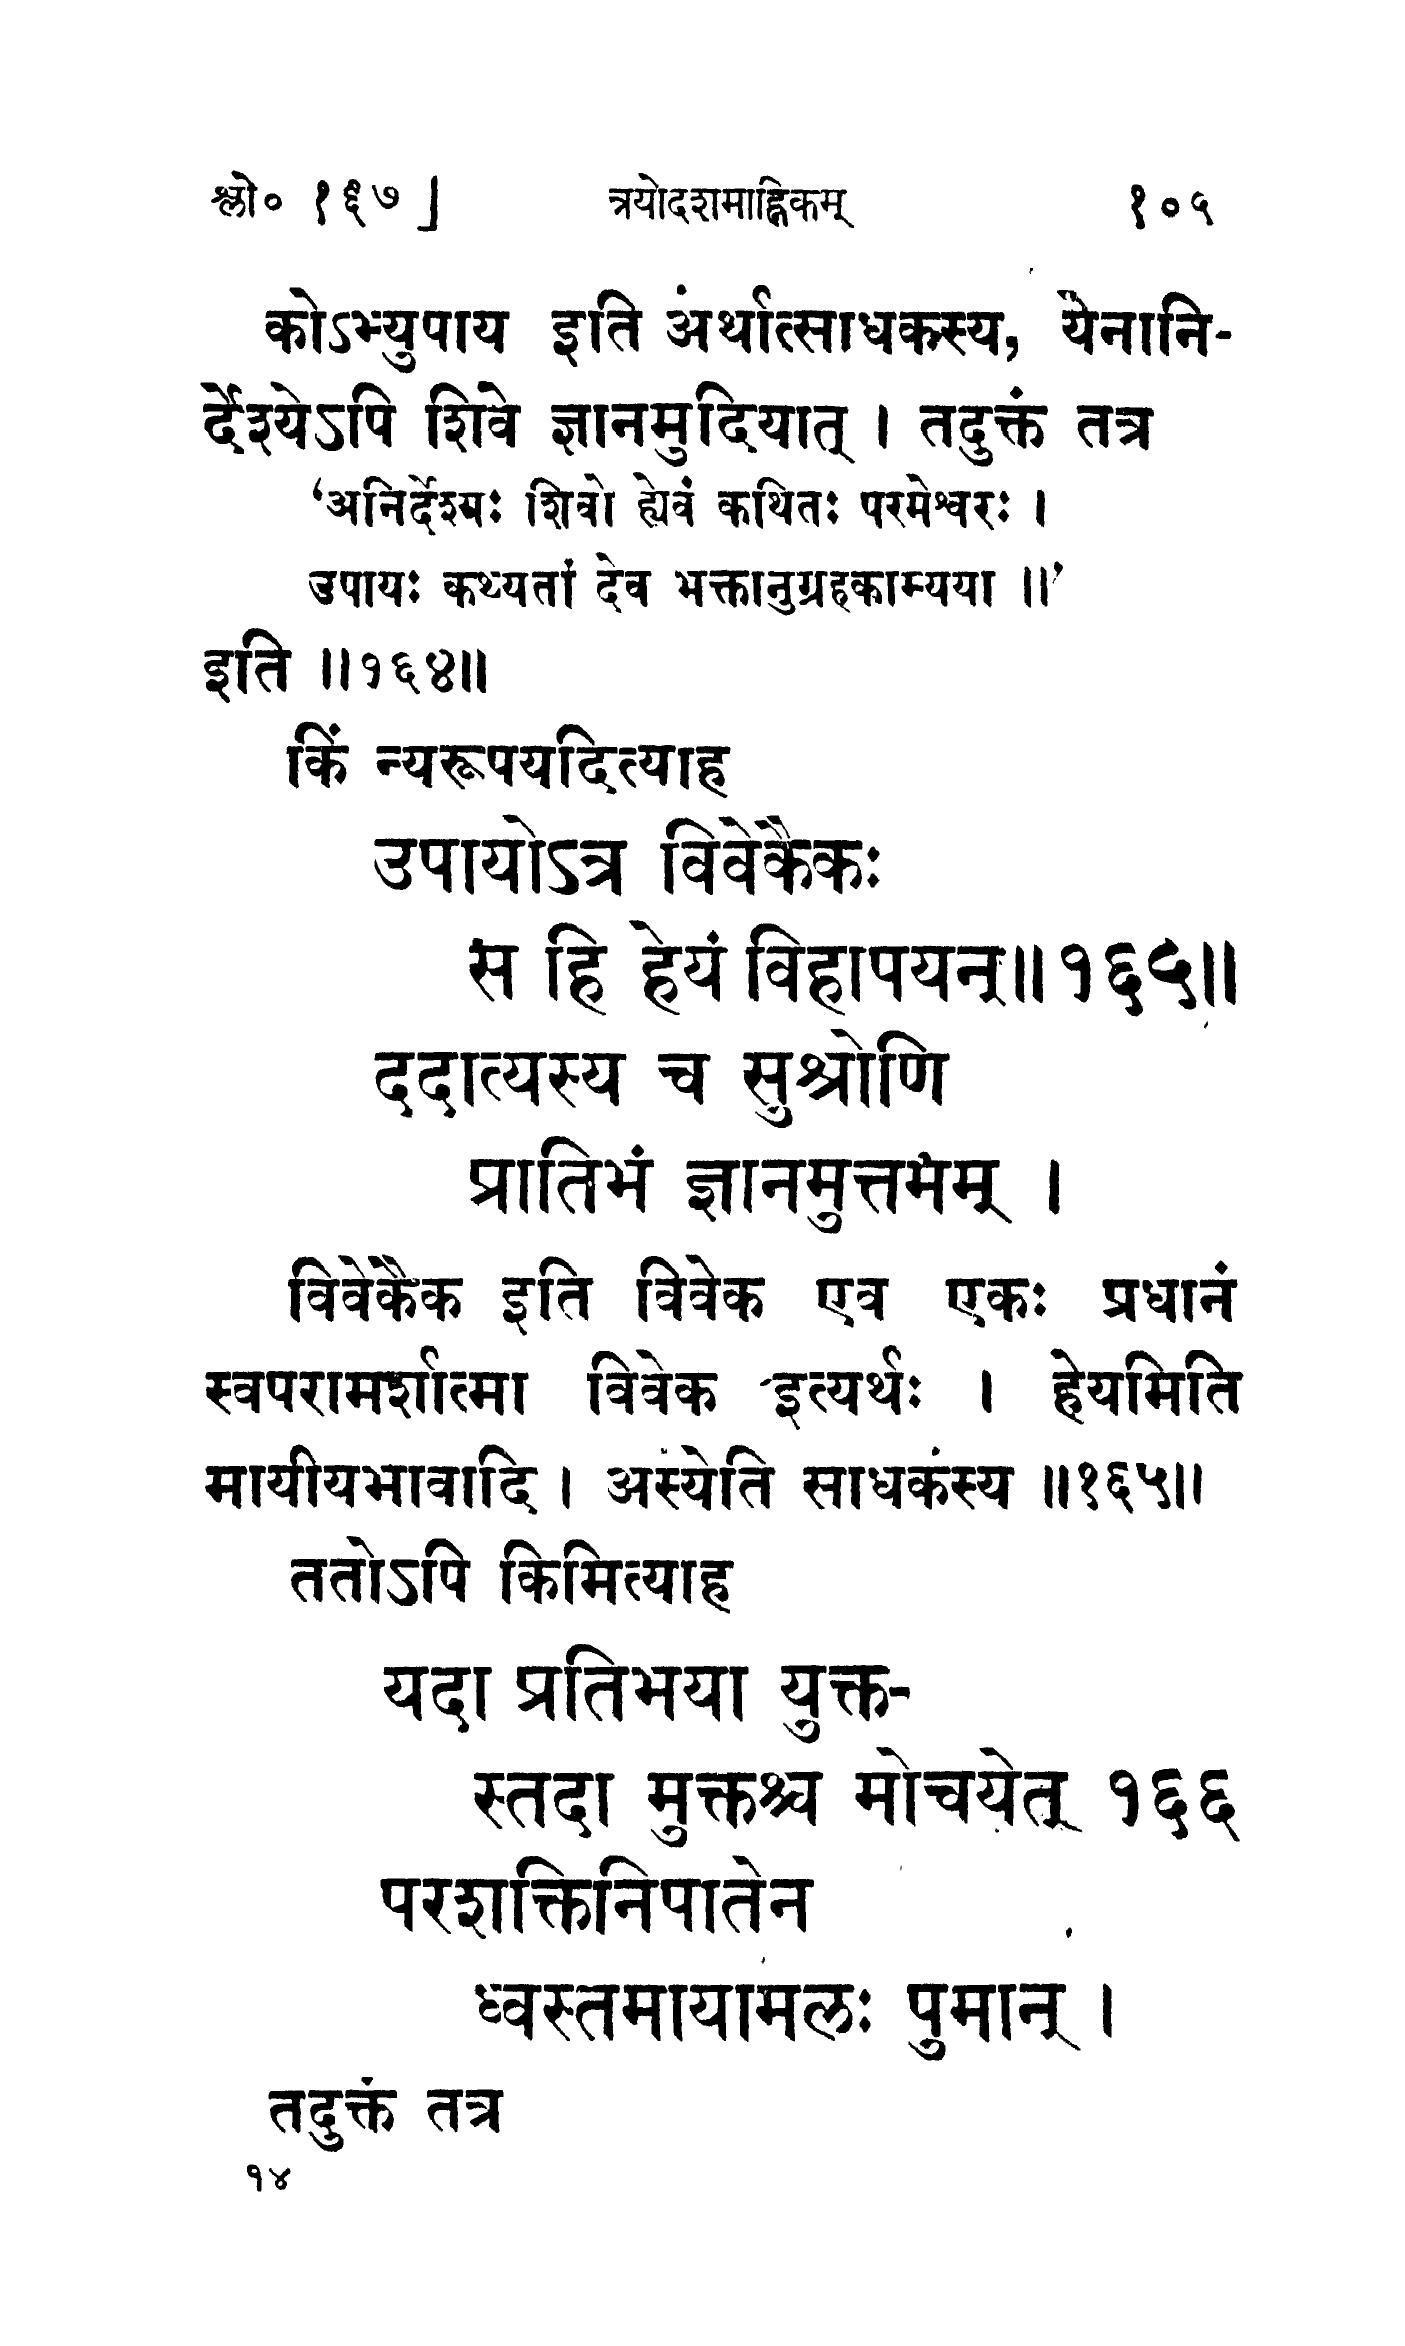 श्लो० १६७ ] त्रयोदशमाह्निकम् १०५
कोऽभ्युपाय इति अर्थात्साधकस्य, येनानि-
र्देश्येऽपि शिवे ज्ञानमुदियात् । तदुक्तं तत्र
‘अनिर्देश्यः शिवो ह्येवं कथितः परमेश्वरः ।
उपायः कथ्यतां देव भक्तानुग्रहकाम्यया ॥’
इति ॥१६४॥
किं न्यरूपयदित्याह
उपायोऽत्र विवेकैकः
स हि हेयं विहापयन्॥१६५॥
ददात्यस्य च सुश्रोणि
प्रातिभं ज्ञानमुत्तमम् ।
विवेकैक इति विवेक एव एकः प्रधानं
स्वपरामर्शात्मा विवेक इत्यर्थः । हेयमिति
मायीयभावादि । अस्येति साधकस्य ॥१६५॥
ततोऽपि किमित्याह
यदा प्रतिभया युक्त-
स्तदा मुक्तश्च मोचयेत् १६६
परशक्तिनिपातेन
ध्वस्तमायामलः पुमान् ।
तदुक्तं तत्र
१४